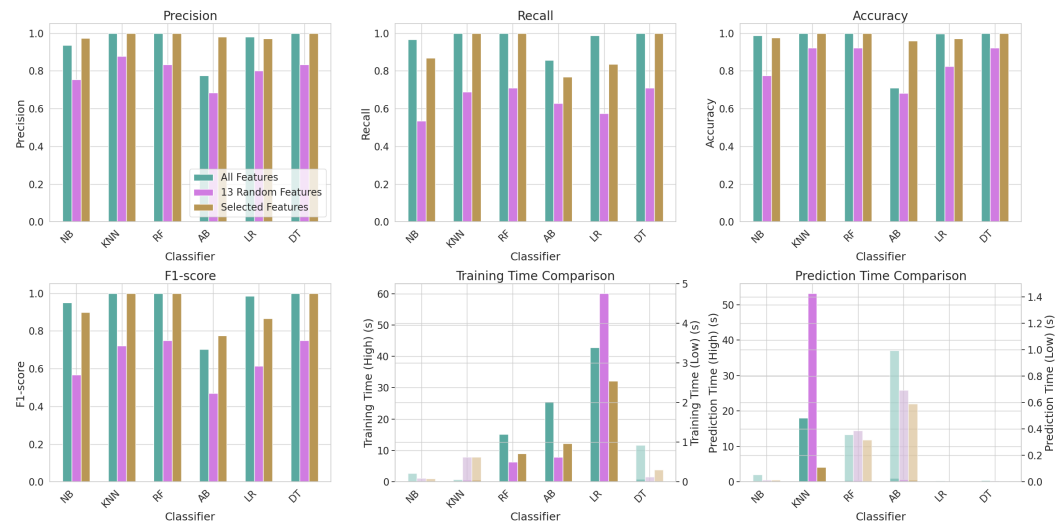 Precision
Precision
1.0
0.8
0.6
0.4
0.2
0.0
All Features
13 Random Features
Selected Features
NB
KNN
RF
AB
LR
DT
Classifier
Recall
Recall
1.0
0.8
0.6
0.4
0.2
0.0
NB
KNN
RF
AB
LR
DT
Classifier
Accuracy
Accuracy
1.0
0.8
0.6
0.4
0.2
0.0
NB
KNN
RF
AB
LR
DT
Classifier
F1-score
F1-score
1.0
0.8
0.6
0.4
0.2
0.0
NB
KNN
RF
AB
LR
DT
Classifier
Training Time Comparison
Training Time (High) (s)
60
50
40
30
20
10
0
Training Time (Low) (s)
5
4
3
2
1
0
NB
KNN
RF
AB
LR
DT
Classifier
Prediction Time Comparison
Prediction Time (High) (s)
50
40
30
20
10
0
Prediction Time (Low) (s)
1.4
1.2
1.0
0.8
0.6
0.4
0.2
0.0
NB
KNN
RF
AB
LR
DT
Classifier